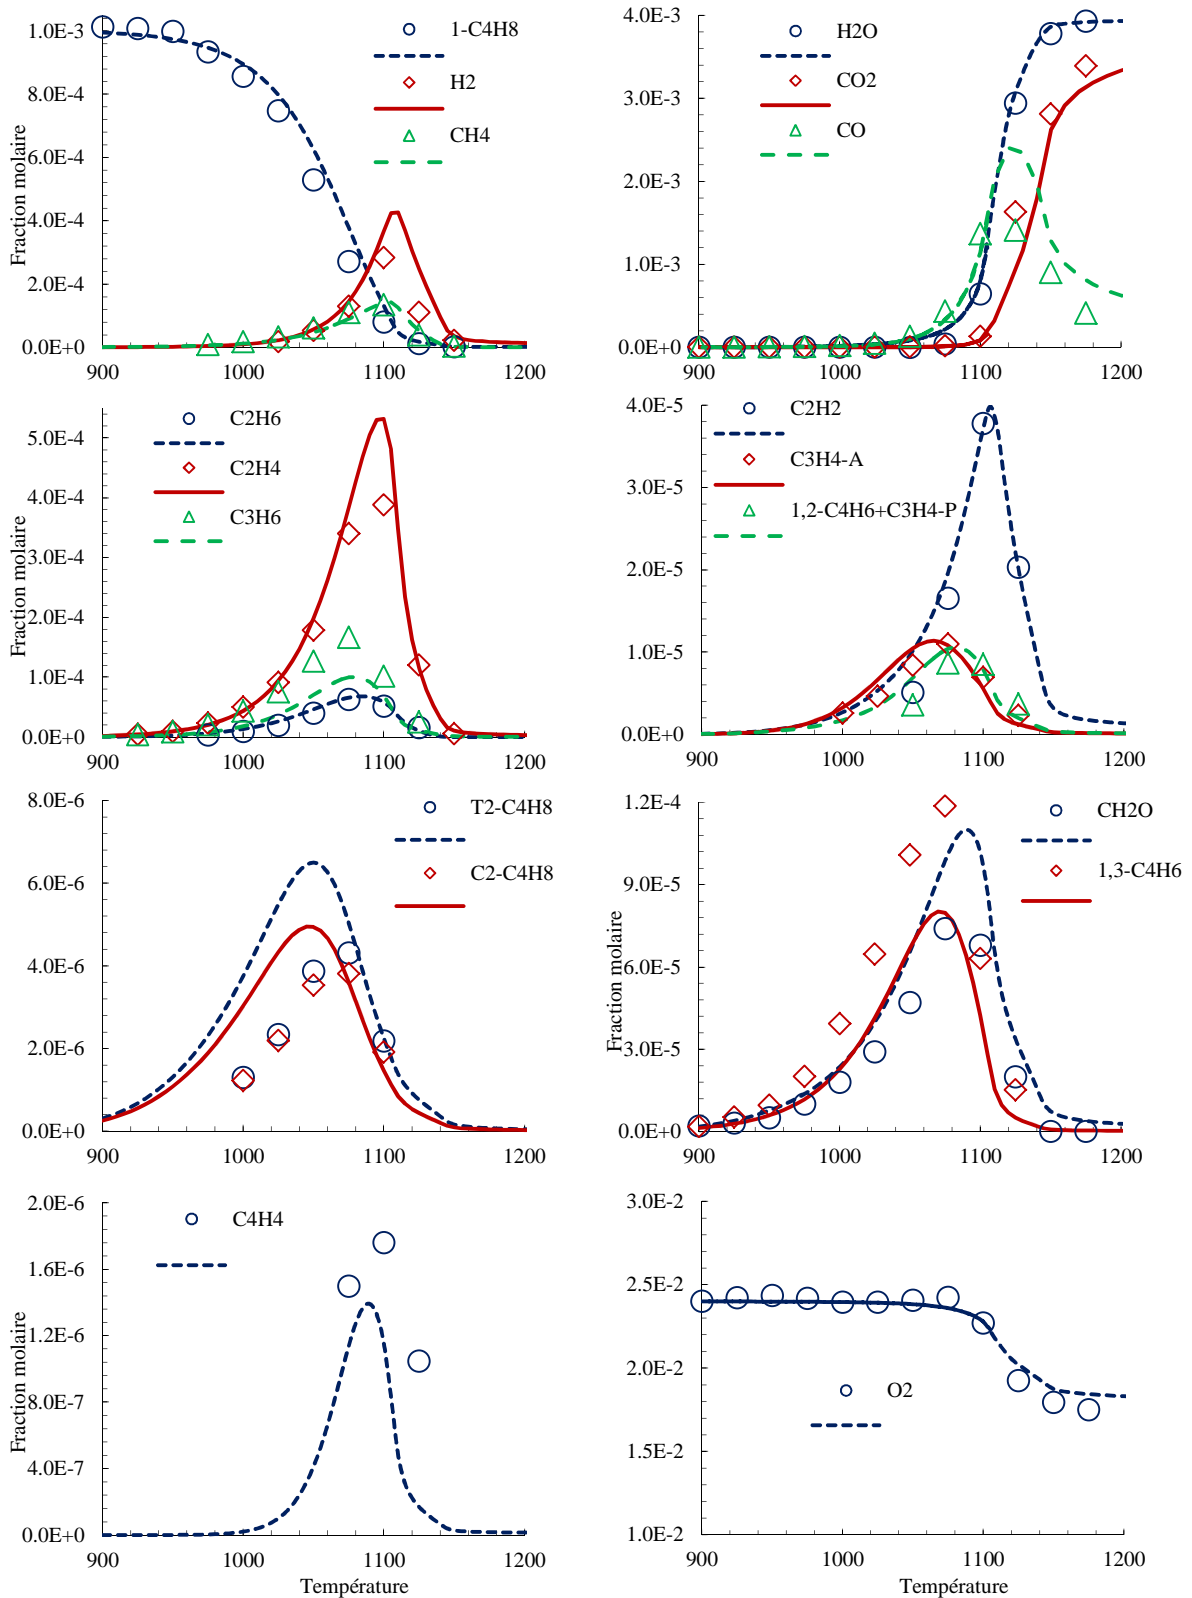 1.0E-3
8.0E-4
6.0E-4
4.0E-4
2.0E-4
0.0E+0
Fraction molaire
900
1000
1100
1200
1-C4H8
H2
CH4
4.0E-3
3.0E-3
2.0E-3
1.0E-3
0.0E+0
900
1000
1100
1200
H2O
CO2
CO
5.0E-4
4.0E-4
3.0E-4
2.0E-4
1.0E-4
0.0E+0
Fraction molaire
900
1000
1100
1200
C2H6
C2H4
C3H6
4.0E-5
3.0E-5
2.0E-5
1.0E-5
0.0E+0
900
1000
1100
1200
C2H2
C3H4-A
1,2-C4H6+C3H4-P
8.0E-6
6.0E-6
4.0E-6
2.0E-6
0.0E+0
900
1000
1100
1200
T2-C4H8
C2-C4H8
1.2E-4
9.0E-5
6.0E-5
3.0E-5
0.0E+0
Fraction molaire
900
1000
1100
1200
CH2O
1,3-C4H6
2.0E-6
1.6E-6
1.2E-6
8.0E-7
4.0E-7
0.0E+0
Fraction molaire
900
1000
1100
1200
Température
C4H4
3.0E-2
2.5E-2
2.0E-2
1.5E-2
1.0E-2
900
1000
1100
1200
Température
O2